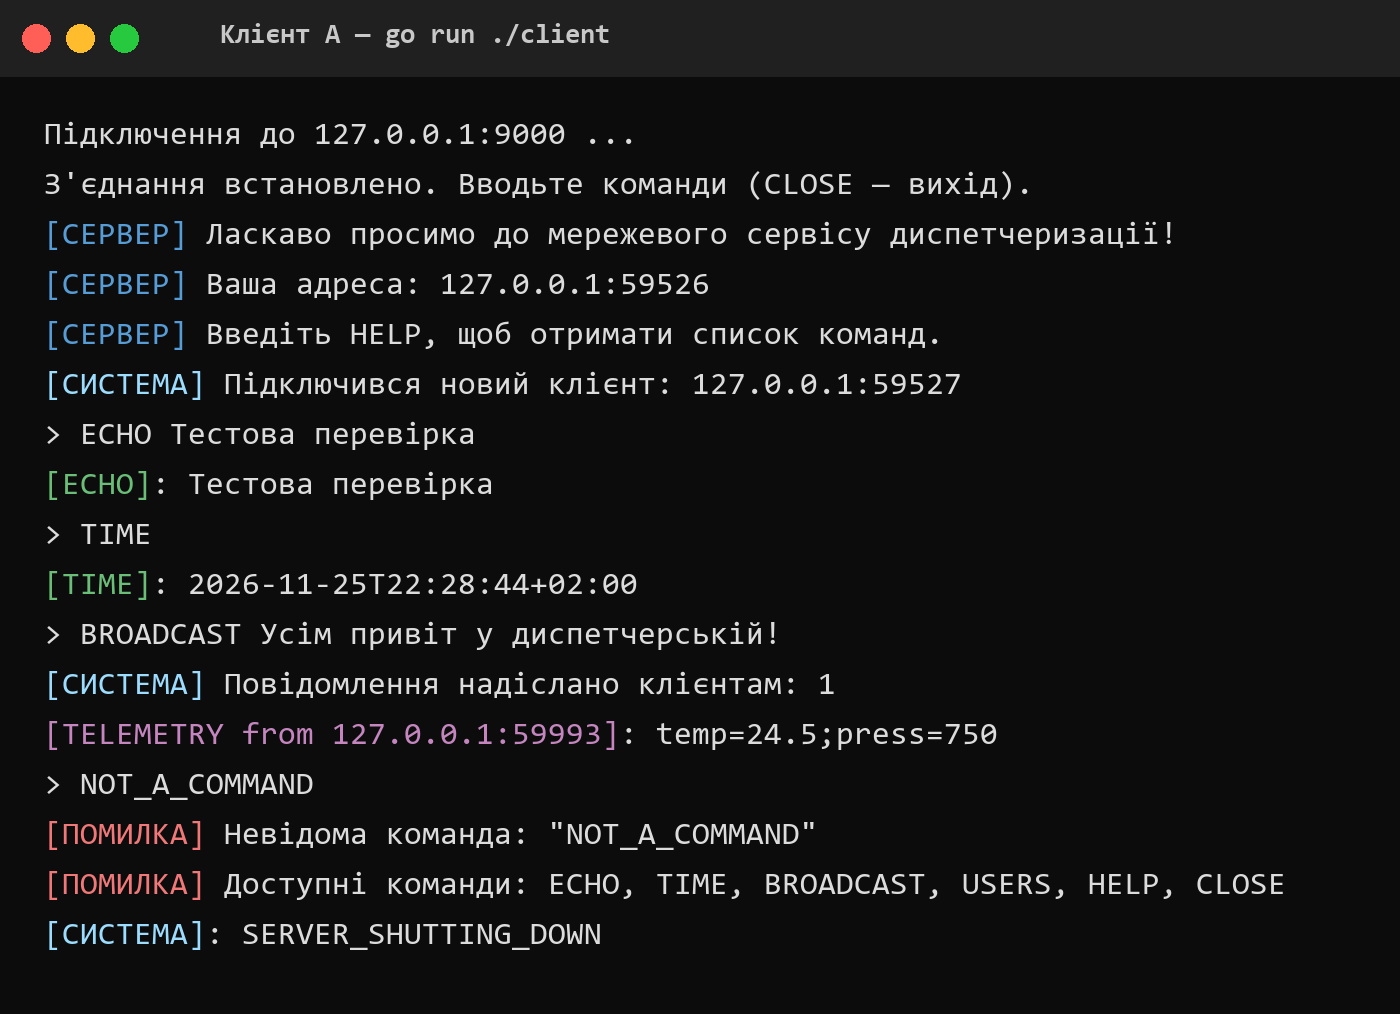 Клієнт A — go run ./client
Підключення до 127.0.0.1:9000 ...
З'єднання встановлено. Вводьте команди (CLOSE — вихід).
[СЕРВЕР] Ласкаво просимо до мережевого сервісу диспетчеризації!
[СЕРВЕР] Ваша адреса: 127.0.0.1:59526
[СЕРВЕР] Введіть HELP, щоб отримати список команд.
[СИСТЕМА] Підключився новий клієнт: 127.0.0.1:59527
> ECHO Тестова перевірка
[ECHO]: Тестова перевірка
> TIME
[TIME]: 2026-11-25T22:28:44+02:00
> BROADCAST Усім привіт у диспетчерській!
[СИСТЕМА] Повідомлення надіслано клієнтам: 1
[TELEMETRY from 127.0.0.1:59993]: temp=24.5;press=750
> NOT_A_COMMAND
[ПОМИЛКА] Невідома команда: "NOT_A_COMMAND"
[ПОМИЛКА] Доступні команди: ECHO, TIME, BROADCAST, USERS, HELP, CLOSE
[СИСТЕМА]: SERVER_SHUTTING_DOWN